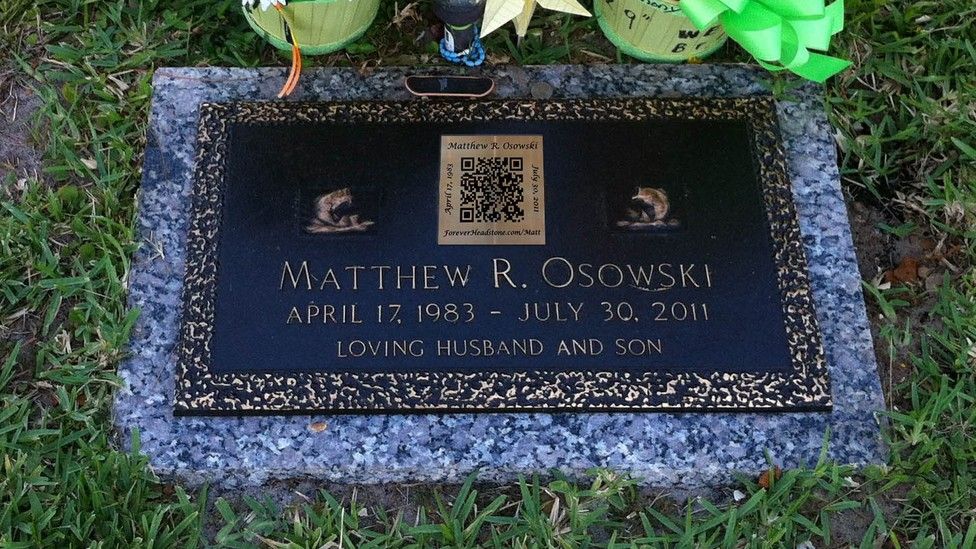 9"
Matthew R. Osowski
April 17, 1983
July 30, 2011
ForeverHeadstone.com/Matt
MATTHEW R. OSOWSKI
APRIL 17, 1983 - JULY 30, 2011
LOVING HUSBAND AND SON